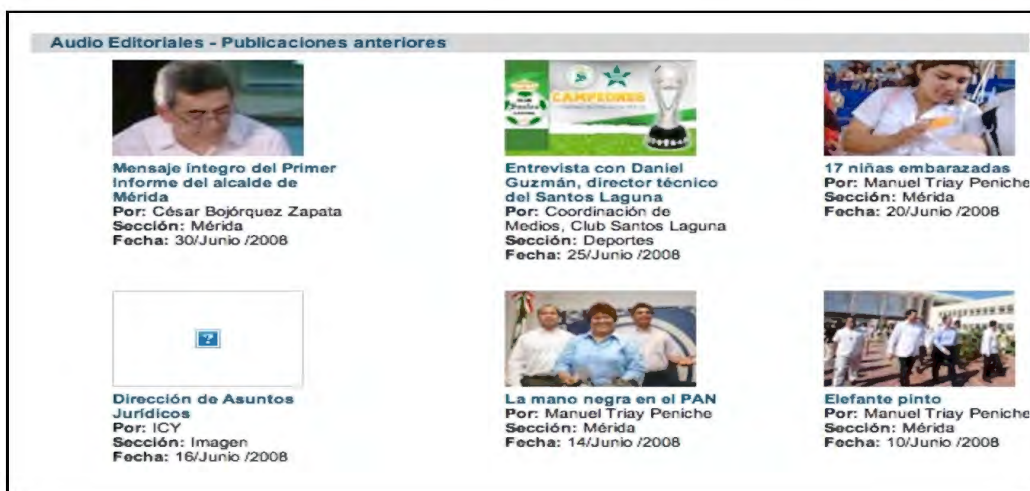 Audio Editoriales - Publicaciones anteriores
Mensaje íntegro del Primer
Informe del alcalde de
Mérida
Por: César Bojórquez Zapata
Sección: Mérida
Fecha: 30/Junio /2008
CAMPEONES
Entrevista con Daniel
Guzmán, director técnico
del Santos Laguna
Por: Coordinación de
Medios, Club Santos Laguna
Sección: Deportes
Fecha: 25/Junio /2008
17 niñas embarazadas
Por: Manuel Triay Peniche
Sección: Mérida
Fecha: 20/Junio /2008
?
Dirección de Asuntos
Jurídicos
Por: ICY
Sección: Imagen
Fecha: 16/Junio /2008
La mano negra en el PAN
Por: Manuel Triay Peniche
Sección: Mérida
Fecha: 14/Junio /2008
Elefante pinto
Por: Manuel Triay Peniche
Sección: Mérida
Fecha: 10/Junio /2008